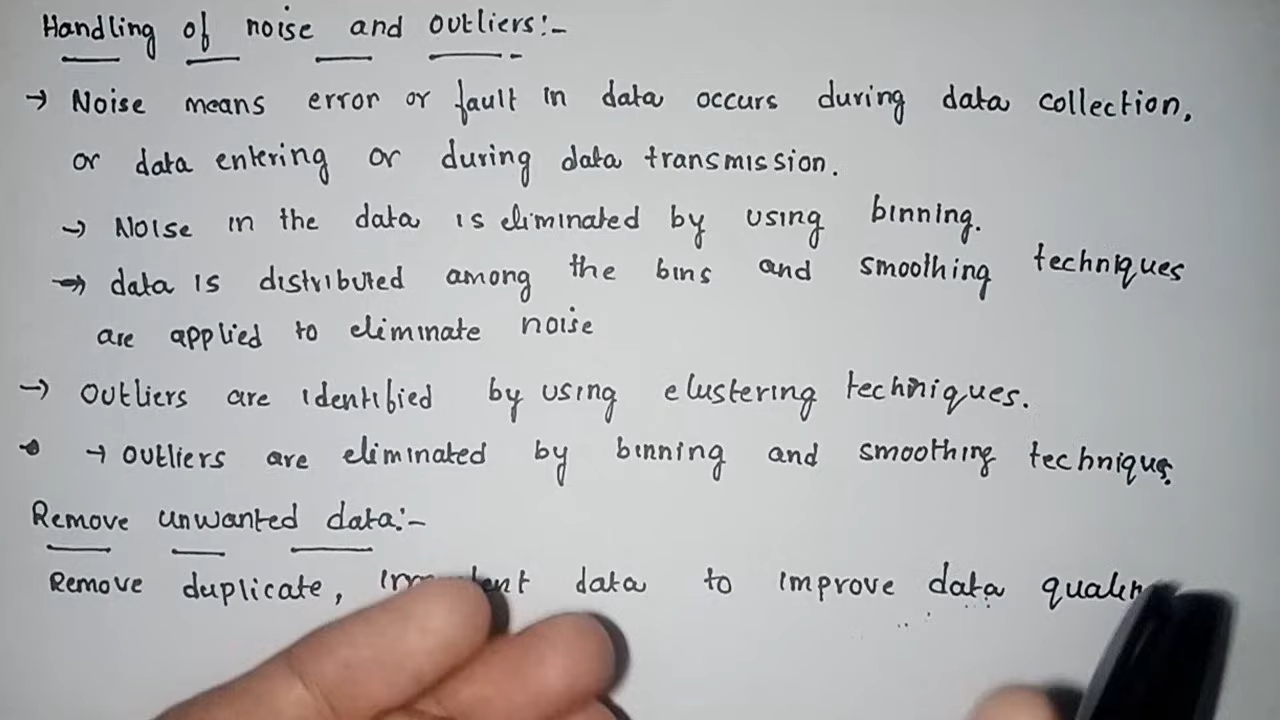 Handling of noise and outliers:-
→ Noise means error or fault in data occurs during data collection,
or data entering or during data transmission.
→ Noise in the data is eliminated by using binning.
→ data is distributed among the bins and smoothing techniques
are applied to eliminate noise
→ outliers are identified by using clustering techniques.
→ outliers are eliminated by binning and smoothing technique.
Remove unwanted data:-
Remove duplicate, data to improve data